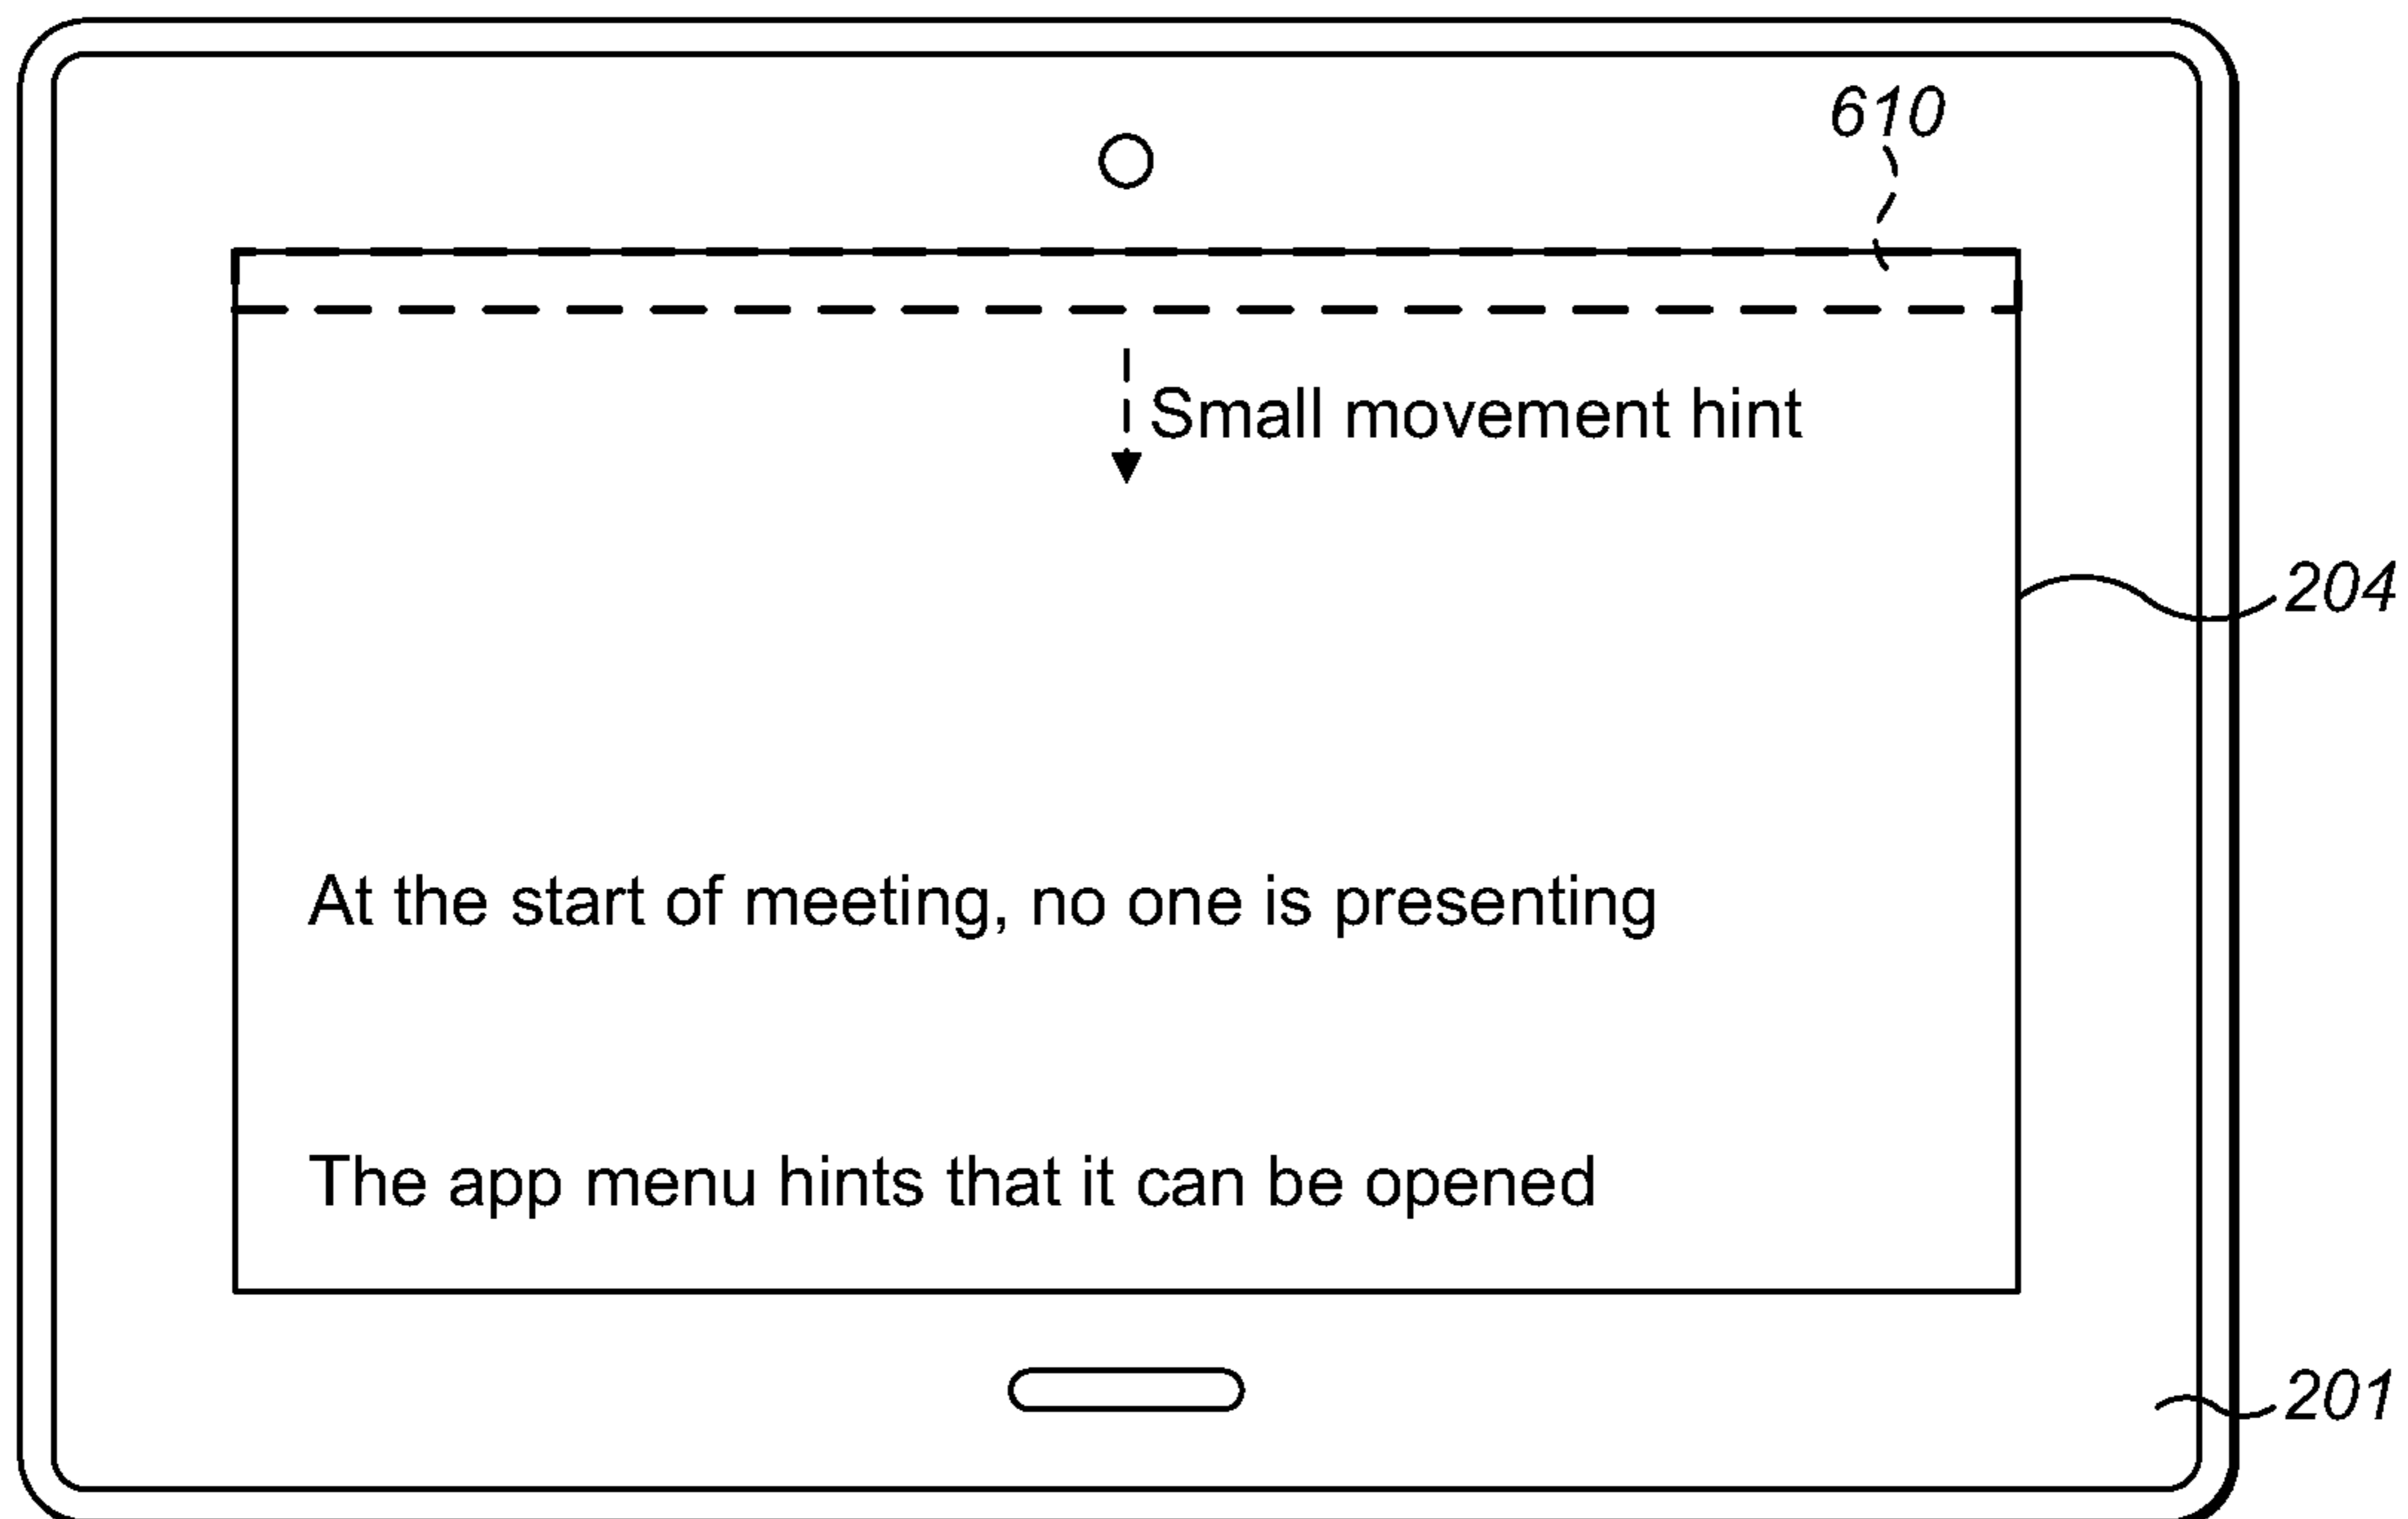 610
Small movement hint
204
At the start of meeting, no one is presenting
The app menu hints that it can be opened
201